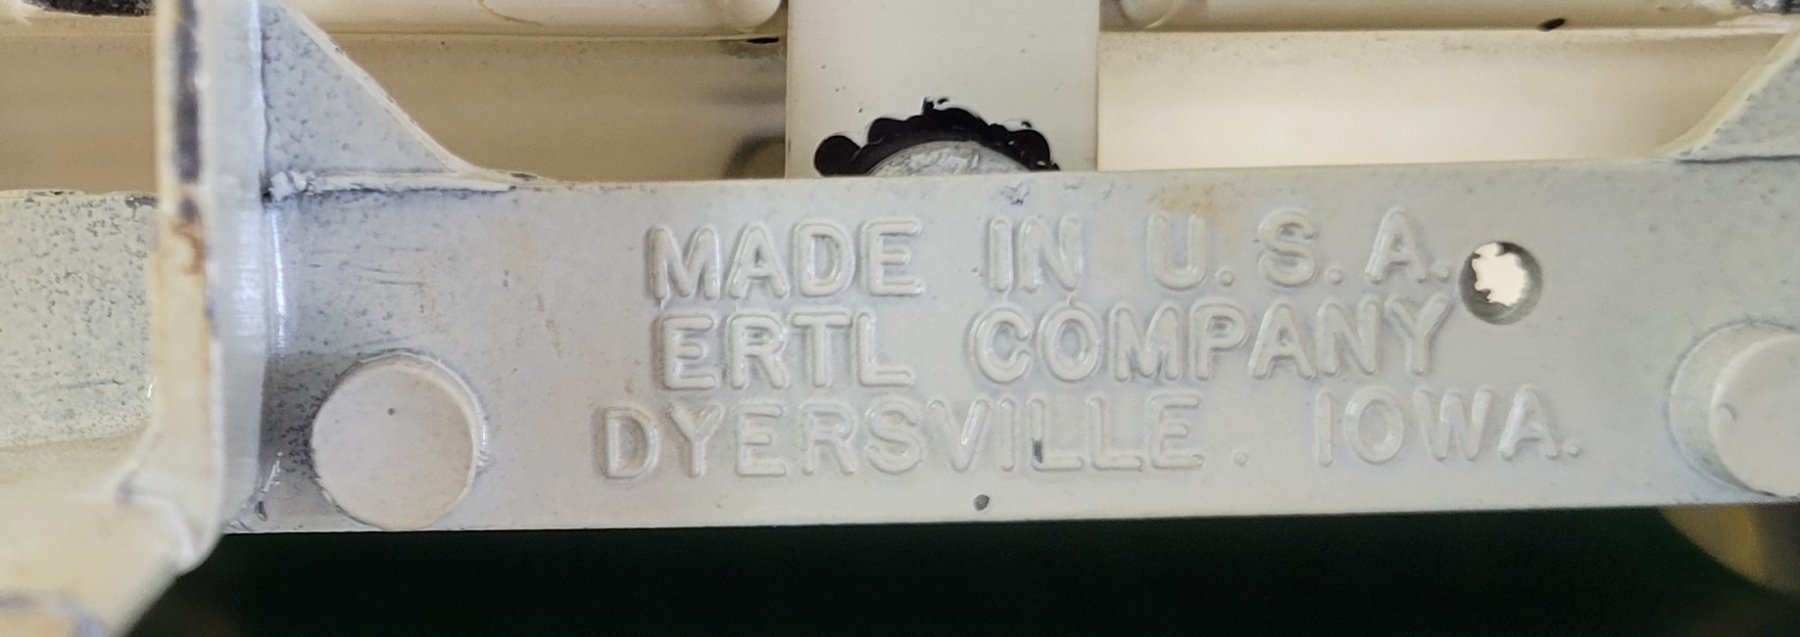 MADE IN U.S.A.
ERTL COMPANY
DYERSVILLE. IOWA.